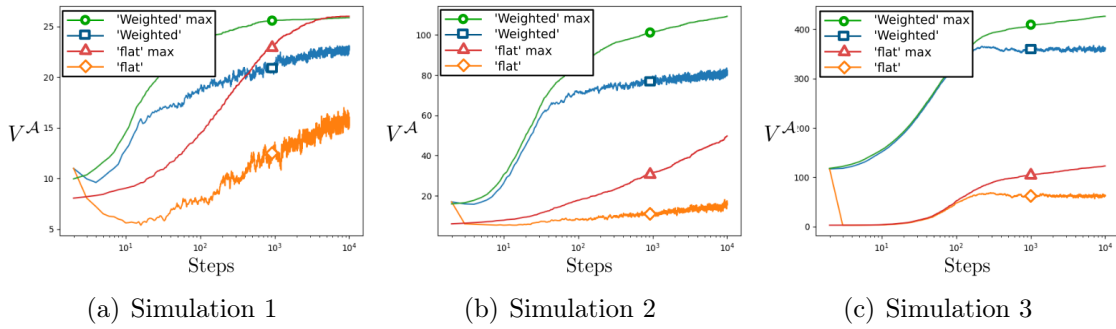 'Weighted' max
'Weighted'
'flat' max
'flat'
25
20
15
10
5
V^A
10^1
10^2
10^3
10^4
Steps
(a) Simulation 1
'Weighted' max
'Weighted'
'flat' max
'flat'
100
80
60
40
20
V^A
10^1
10^2
10^3
10^4
Steps
(b) Simulation 2
'Weighted' max
'Weighted'
'flat' max
'flat'
400
300
200
100
0
V^A
10^1
10^2
10^3
10^4
Steps
(c) Simulation 3